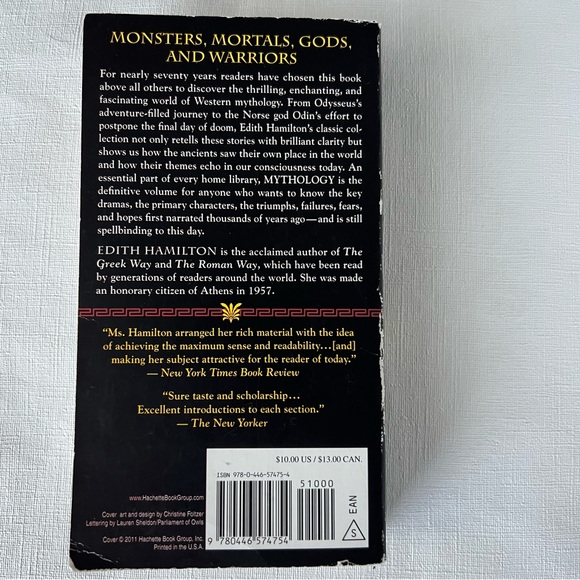 MONSTERS, MORTALS, GODS,
AND WARRIORS
For nearly seventy years readers have chosen this book
above all others to discover the thrilling, enchanting, and
fascinating world of Western mythology. From Odysseus's
adventure-filled journey to the Norse god Odin's effort to
postpone the final day of doom, Edith Hamilton's classic col-
lection not only retells these stories with brilliant clarity but
shows us how the ancients saw their own place in the world
and how their themes echo in our consciousness today. An
essential part of every home library, MYTHOLOGY is the
definitive volume for anyone who wants to know the key
dramas, the primary characters, the triumphs, failures, fears,
and hopes first narrated thousands of years ago—and is still
spellbinding to this day.
EDITH HAMILTON is the acclaimed author of The
Greek Way and The Roman Way, which have been read
by generations of readers around the world. She was made
an honorary citizen of Athens in 1957.
“Ms. Hamilton arranged her rich material with the idea
of achieving the maximum sense and readability…[and]
making her subject attractive for the reader of today.”
— New York Times Book Review
“Sure taste and scholarship…
Excellent introductions to each section.”
— The New Yorker
$10.00 US / $13.00 CAN.
ISBN 978-0-446-57475-4
51000
EAN
S
9 780446 574754
www.HachetteBookGroup.com
Cover art and design by Christine Foltzer
Lettering by Lauren Sheldon/Parliament of Owls
Cover © 2011 Hachette Book Group, Inc.
Printed in the U.S.A.